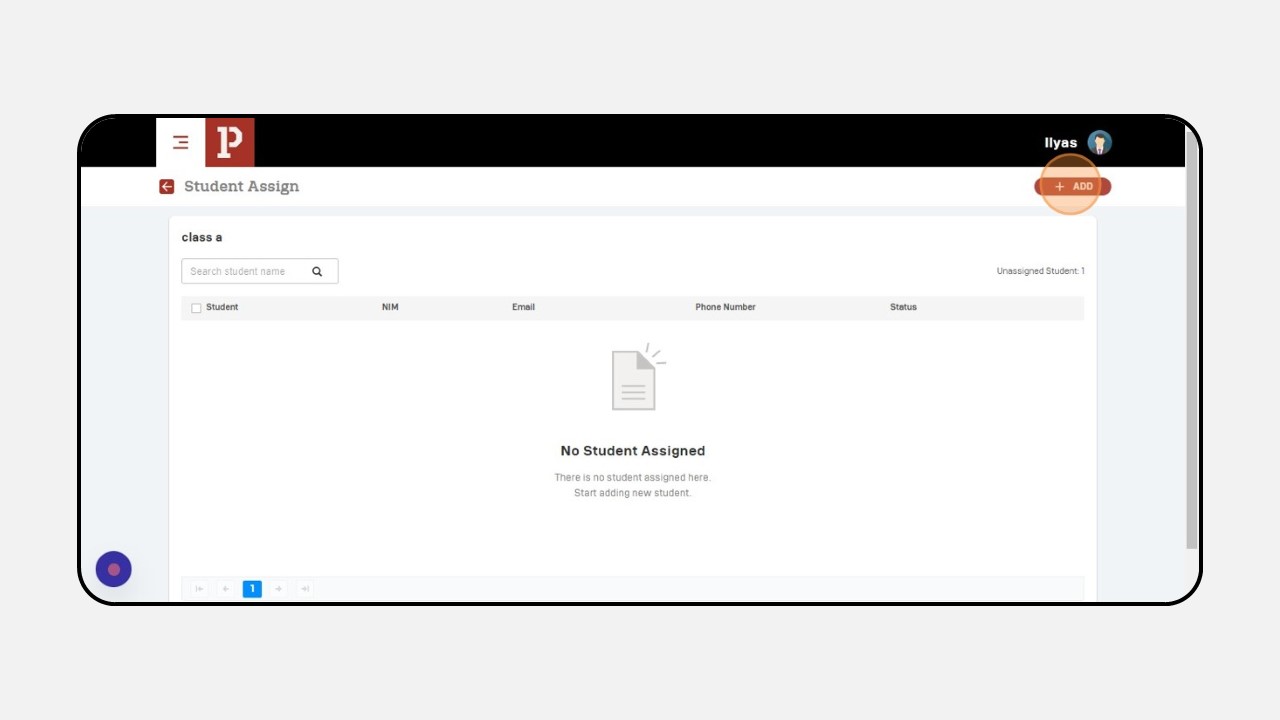 P
Ilyas
Student Assign
+ ADD
class a
Search student name
Unassigned Student: 1
Student NIM Email Phone Number Status
No Student Assigned
There is no student assigned here.
Start adding new student.
1